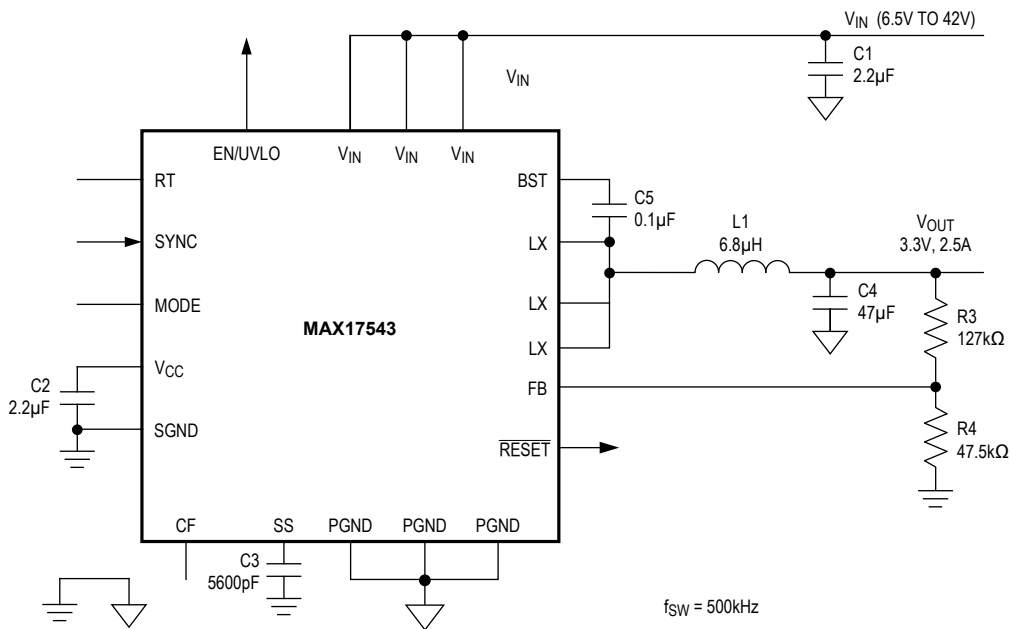 VIN (6.5V TO 42V)
C1
2.2µF
VIN
EN/UVLO
VIN
VIN
VIN
RT
BST
C5
0.1µF
SYNC
LX
L1
6.8µH
VOUT
3.3V, 2.5A
MODE
LX
C4
47µF
R3
127kΩ
MAX17543
LX
VCC
C2
2.2µF
FB
SGND
RESET
R4
47.5kΩ
CF
SS
PGND
PGND
PGND
C3
5600pF
fSW = 500kHz